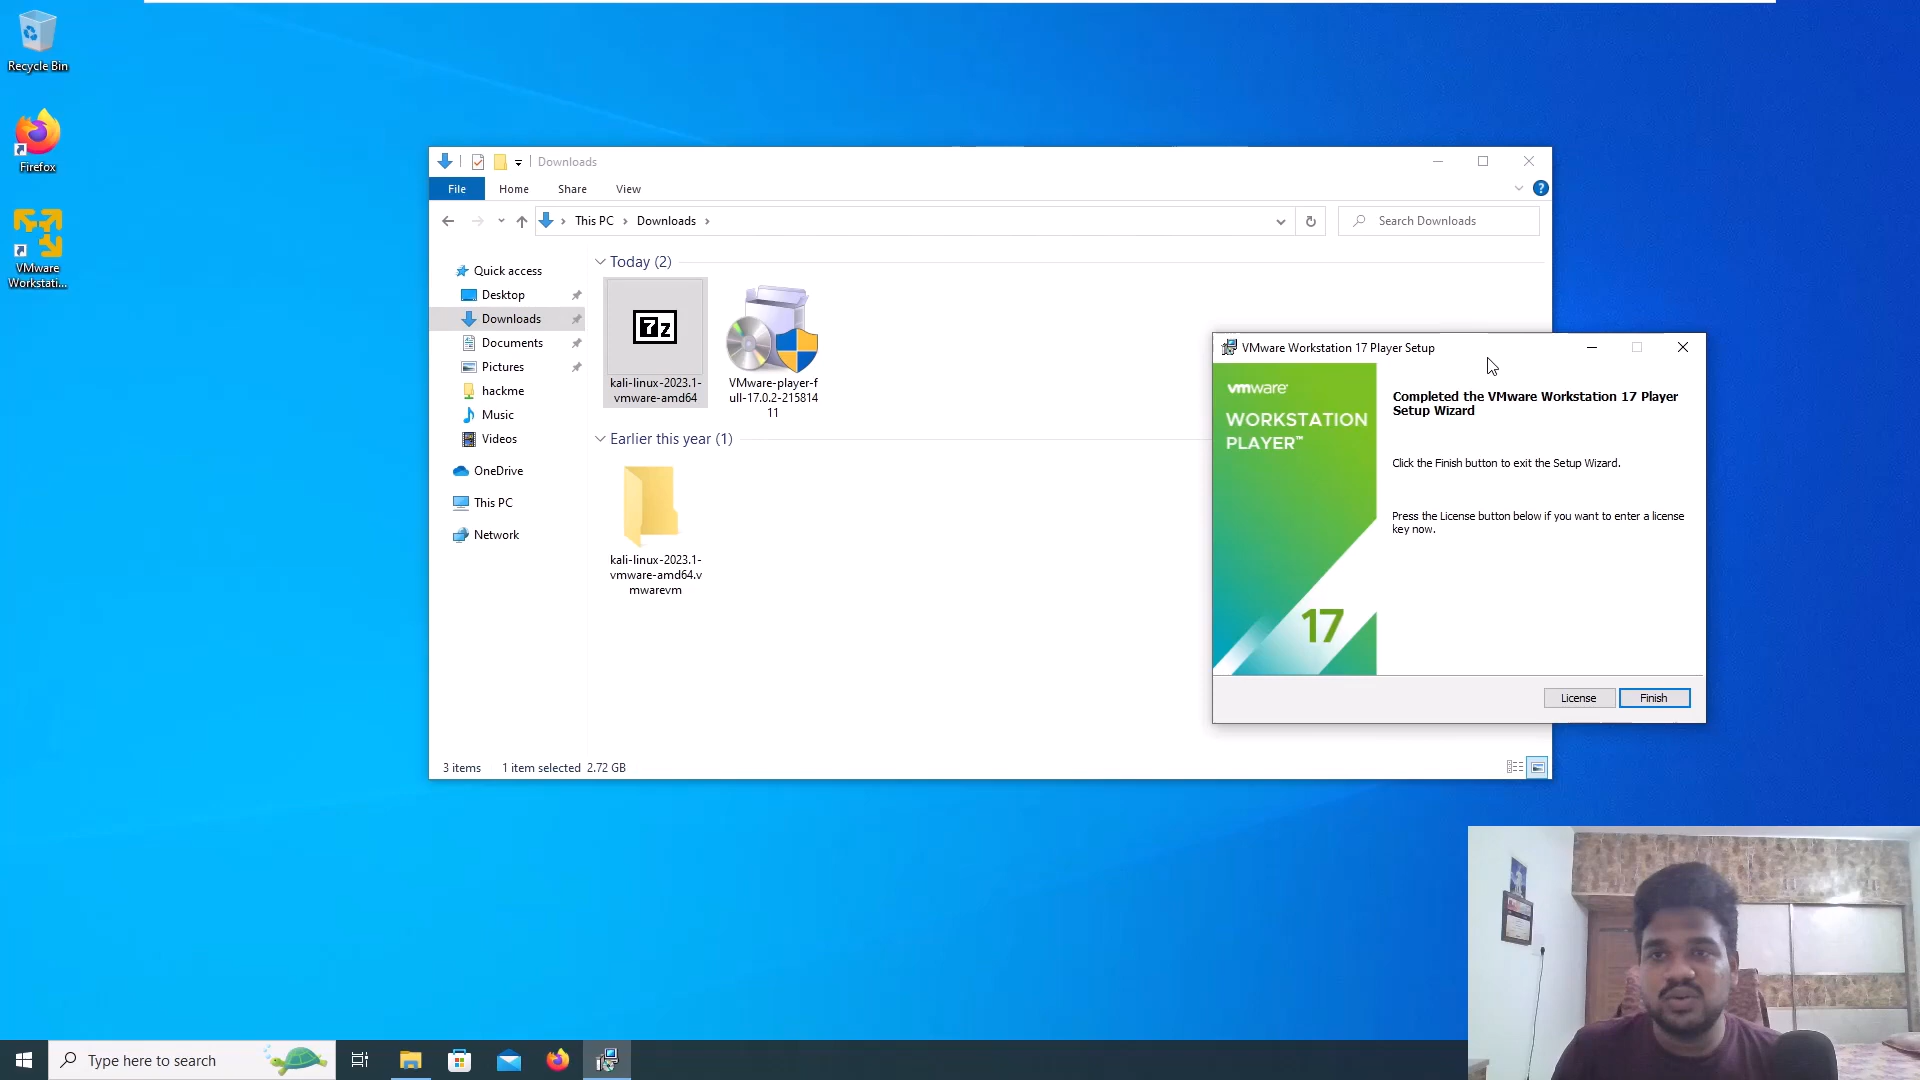 Recycle Bin
Firefox
VMware
Workstati...
Downloads
File
Home
Share
View
This PC
Downloads
Search Downloads
Quick access
Desktop
Downloads
Documents
Pictures
hackme
Music
Videos
OneDrive
This PC
Network
Today (2)
7z
kali-linux-2023.1-
vmware-amd64
VMware-player-f
ull-17.0.2-215814
11
Earlier this year (1)
kali-linux-2023.1-
vmware-amd64.v
mwarevm
3 items
1 item selected 2.72 GB
VMware Workstation 17 Player Setup
vmware
WORKSTATION
PLAYER™
17
Completed the VMware Workstation 17 Player
Setup Wizard
Click the Finish button to exit the Setup Wizard.
Press the License button below if you want to enter a license
key now.
License
Finish
Type here to search